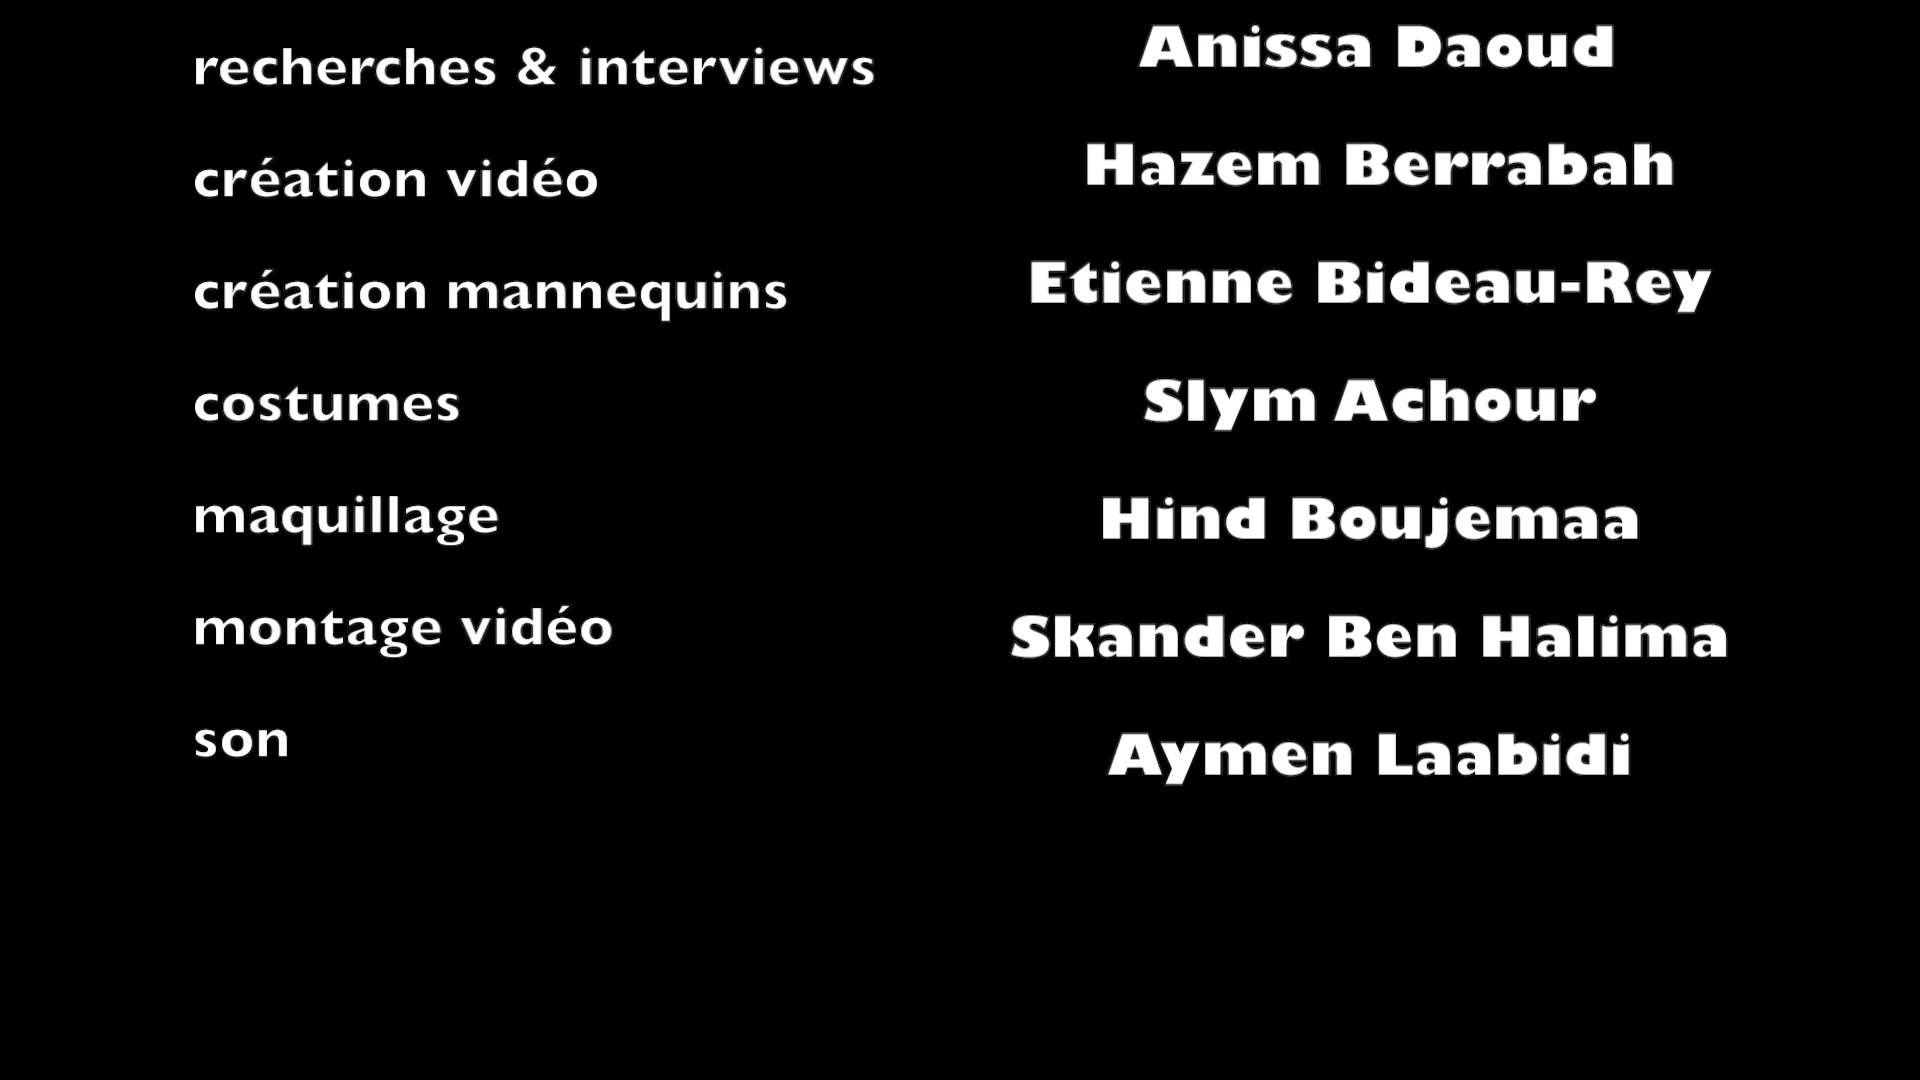 recherches & interviews Anissa Daoud
création vidéo Hazem Berrabah
création mannequins Etienne Bideau-Rey
costumes Slym Achour
maquillage Hind Boujemaa
montage vidéo Skander Ben Halima
son Aymen Laabidi